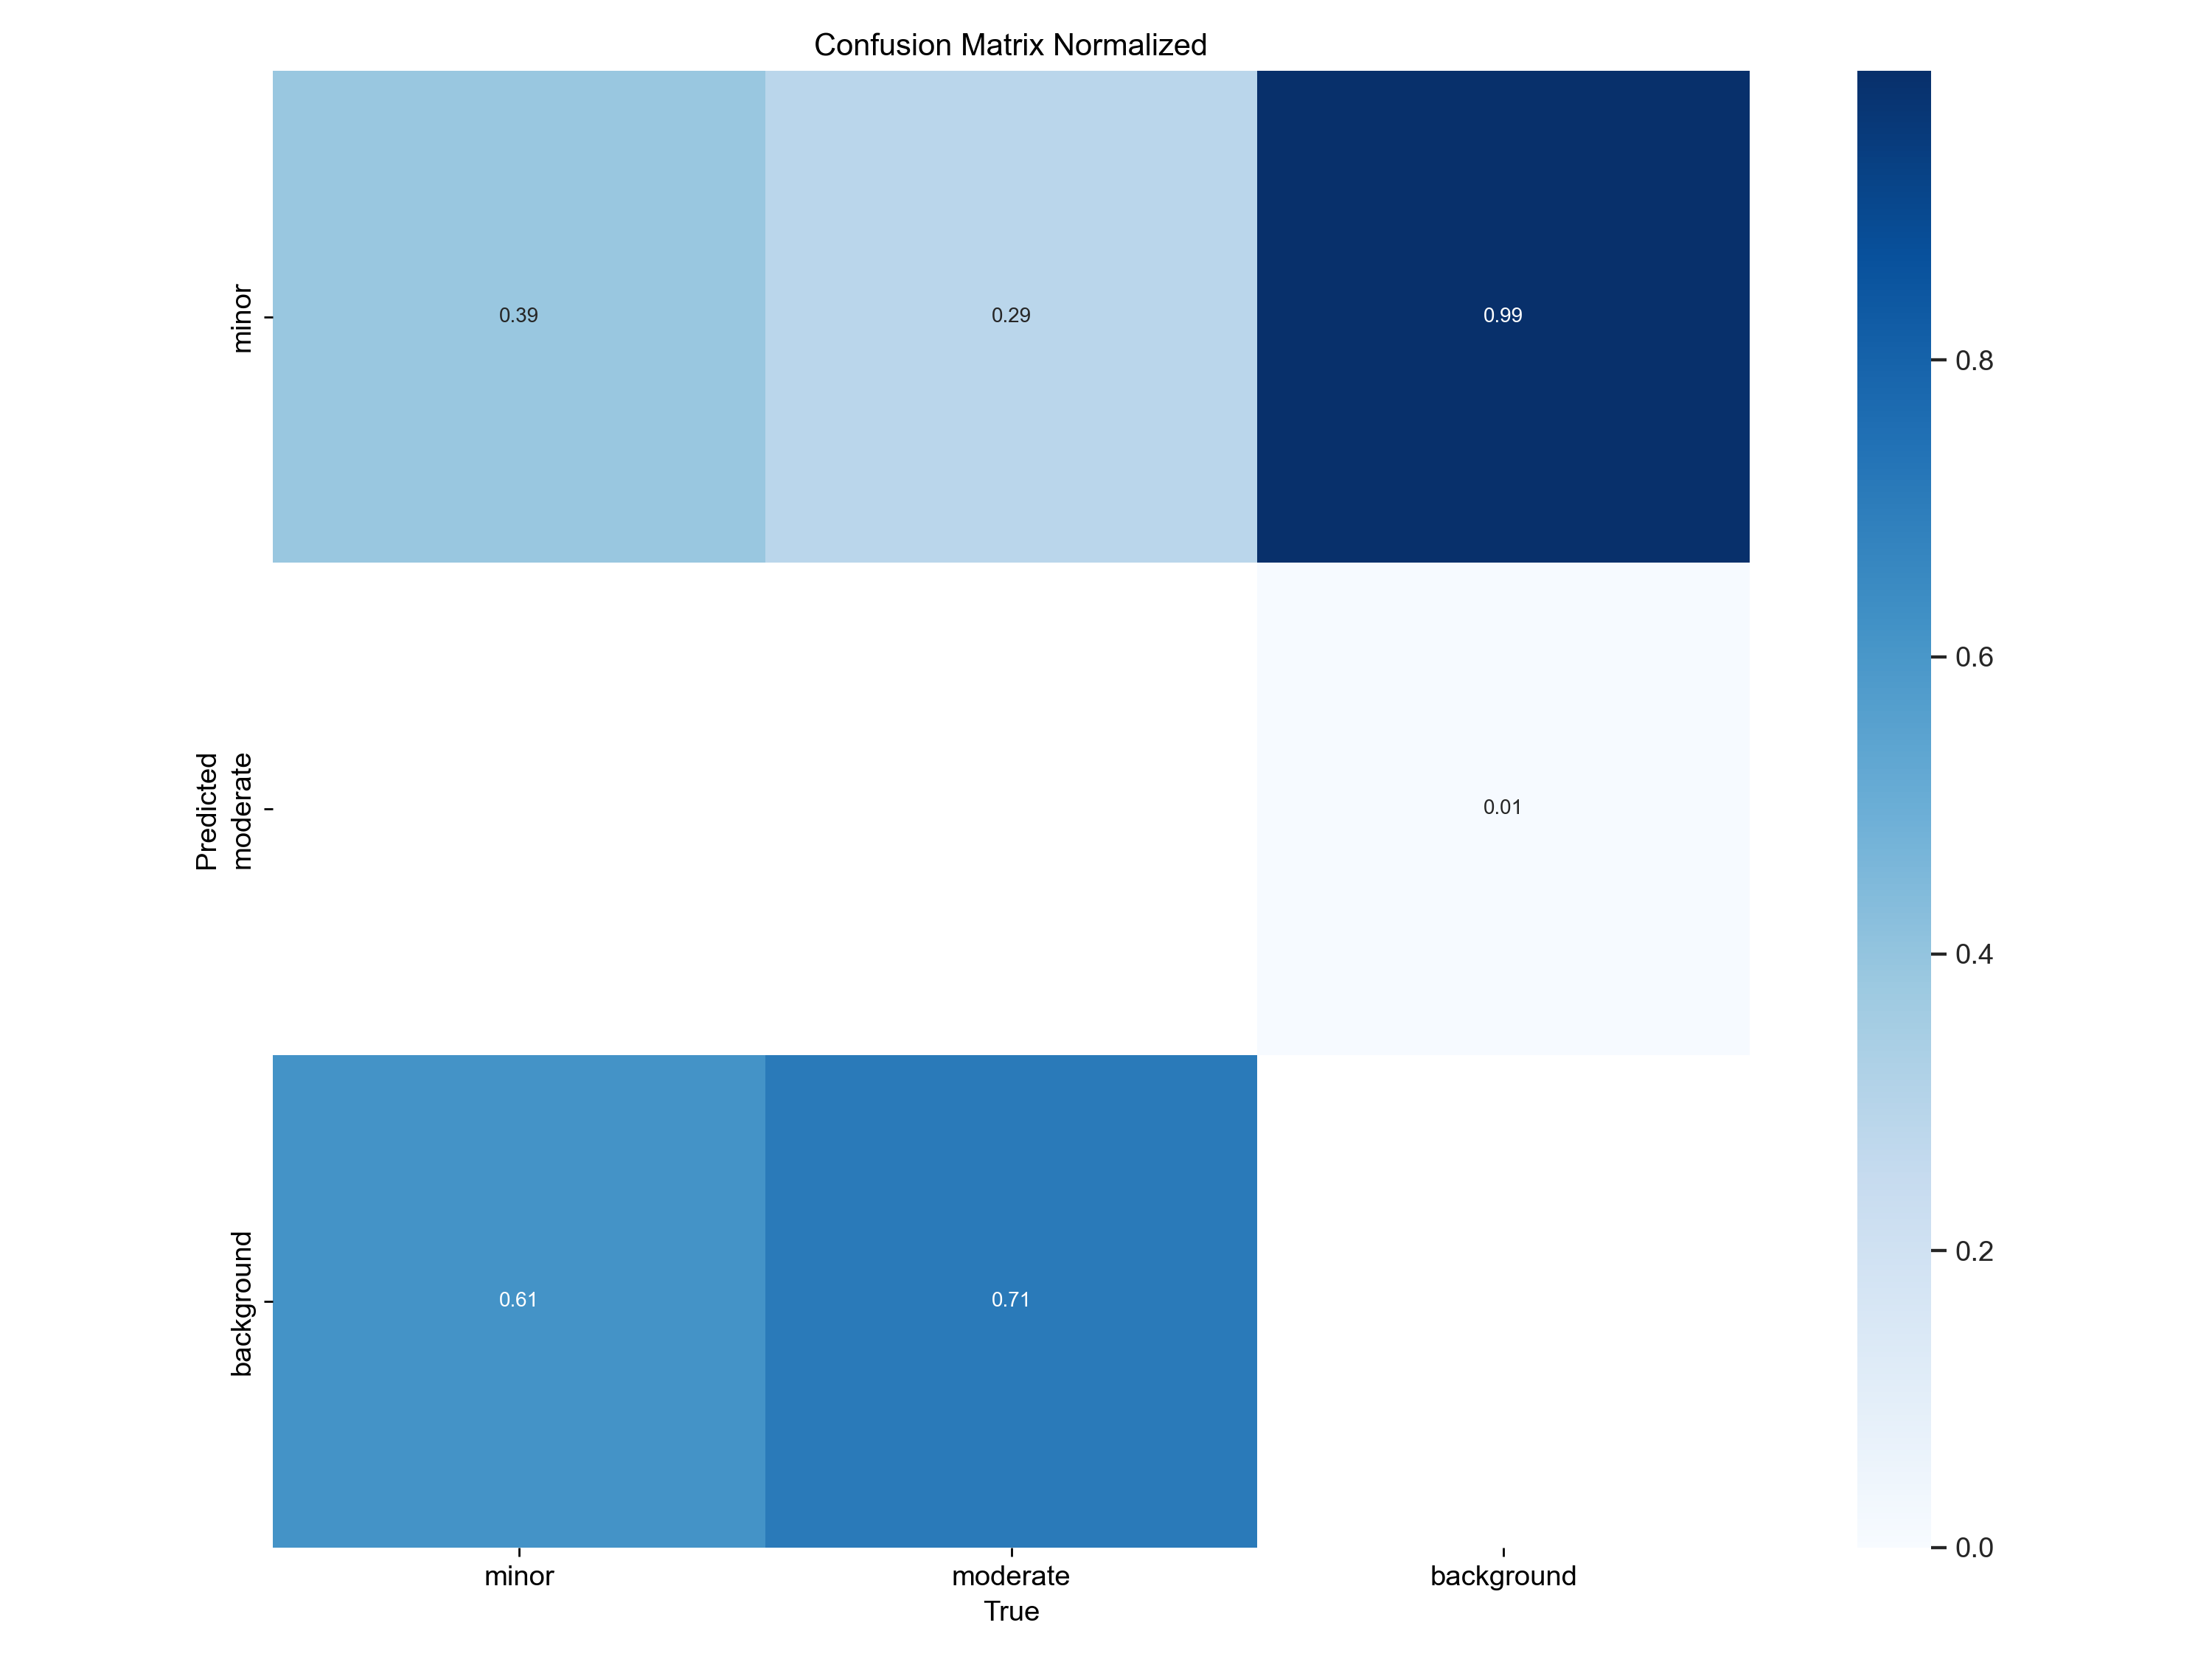 Confusion Matrix Normalized
minor
0.39
0.29
0.99
0.8
0.6
Predicted
moderate
0.01
0.4
background
0.61
0.71
0.2
0.0
minor
moderate
background
True